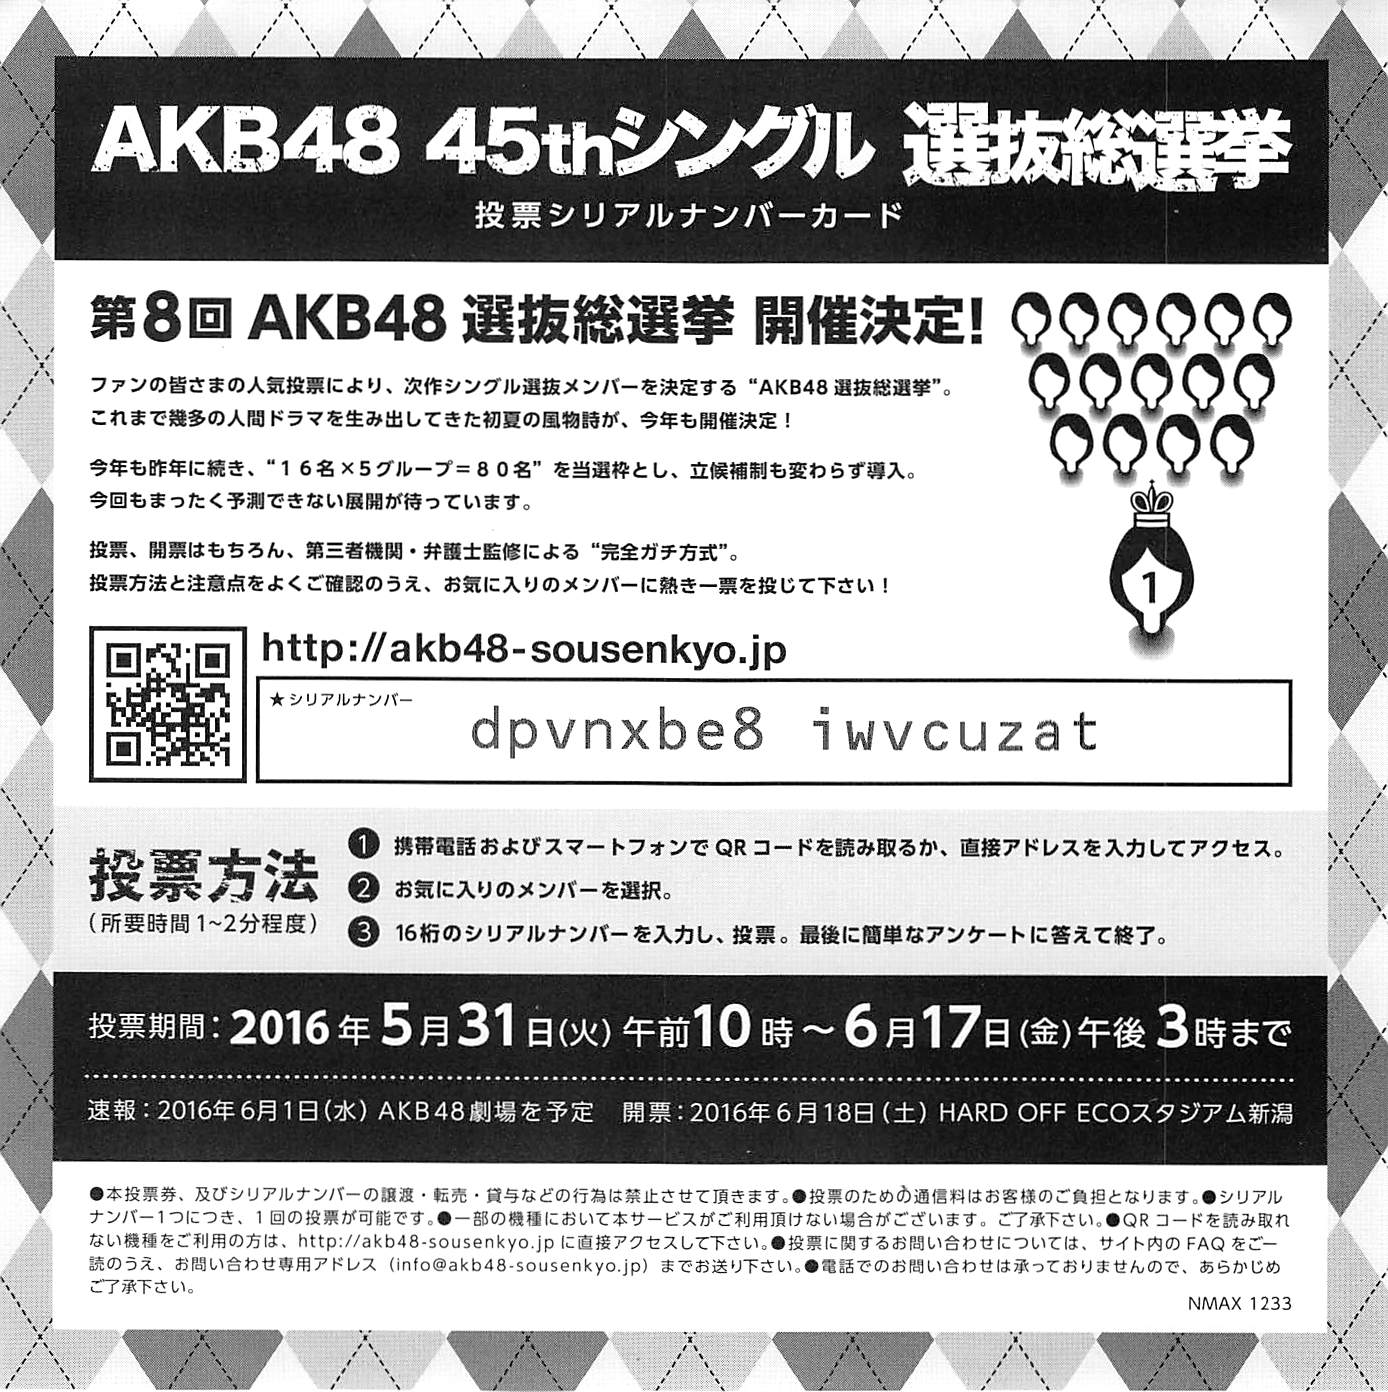 AKB48 45thシングル 選抜総選挙
投票シリアルナンバーカード
第8回 AKB48 選抜総選挙 開催決定!
ファンの皆さまの人気投票により、次作シングル選抜メンバーを決定する“AKB48 選抜総選挙”。
これまで幾多の人間ドラマを生み出してきた初夏の風物詩が、今年も開催決定！
今年も昨年に続き、“１６名×５グループ＝８０名”を当選枠とし、立候補制も変わらず導入。
今回もまったく予測できない展開が待っています。
投票、開票はもちろん、第三者機関・弁護士監修による“完全ガチ方式”。
投票方法と注意点をよくご確認のうえ、お気に入りのメンバーに熱き一票を投じて下さい！
1
http://akb48-sousenkyo.jp
★シリアルナンバー
dpvnxbe8 iwvcuzat
投票方法
（所要時間1~2分程度）
❶ 携帯電話およびスマートフォンで QR コードを読み取るか、直接アドレスを入力してアクセス。
❷ お気に入りのメンバーを選択。
❸ 16桁のシリアルナンバーを入力し、投票。最後に簡単なアンケートに答えて終了。
投票期間：2016年5月31日（火）午前10時～6月17日（金）午後3時まで
速報：2016年6月1日（水）AKB48劇場を予定　開票：2016年6月18日（土）HARD OFF ECOスタジアム新潟
●本投票券、及びシリアルナンバーの譲渡・転売・貸与などの行為は禁止させて頂きます。●投票のための通信料はお客様のご負担となります。●シリアル
ナンバー1つにつき、1回の投票が可能です。●一部の機種において本サービスがご利用頂けない場合がございます。ご了承下さい。●QR コードを読み取れ
ない機種をご利用の方は、http://akb48-sousenkyo.jp に直接アクセスして下さい。●投票に関するお問い合わせについては、サイト内の FAQ をご一
読のうえ、お問い合わせ専用アドレス（info@akb48-sousenkyo.jp）までお送り下さい。●電話でのお問い合わせは承っておりませんので、あらかじめ
ご了承下さい。
NMAX 1233